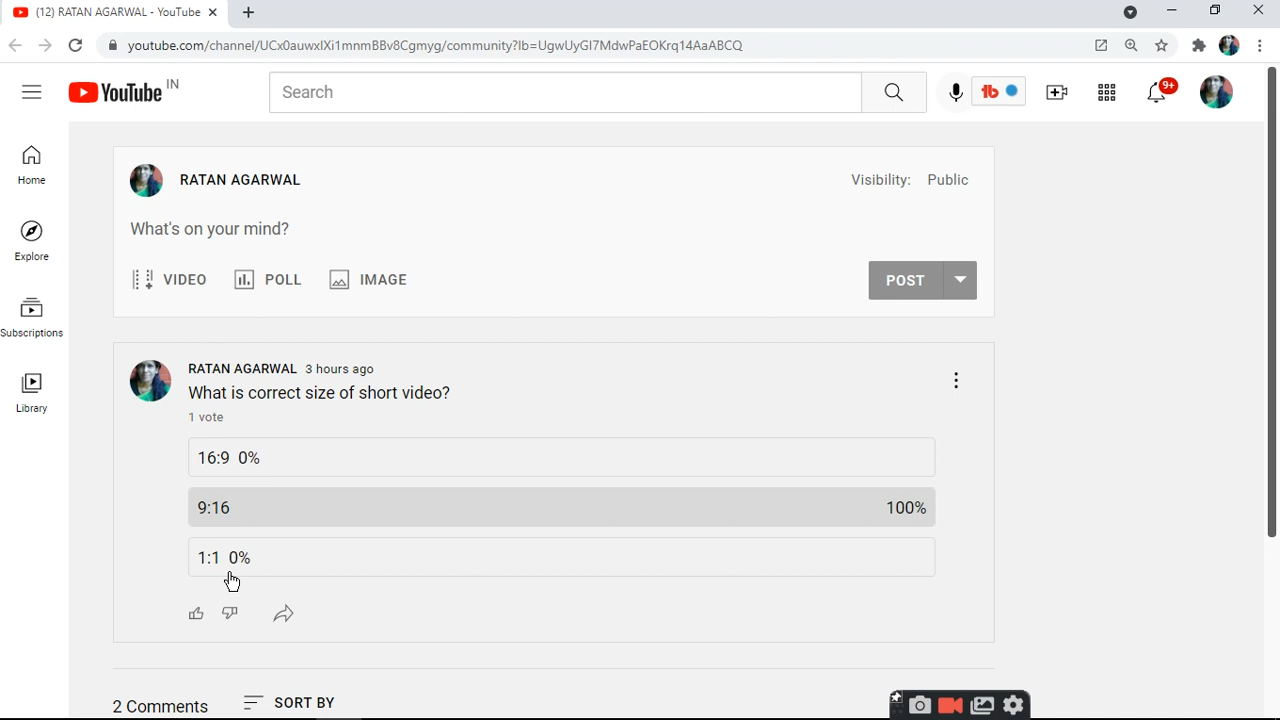 (12) RATAN AGARWAL - YouTube
youtube.com/channel/UCx0auwxIXi1mnmBBv8Cgmyg/community?lb=UgwUyGI7MdwPaEOKrq14AaABCQ
YouTube IN
Search
tb
9+
Home
Explore
Subscriptions
Library
RATAN AGARWAL
Visibility: Public
What's on your mind?
VIDEO POLL IMAGE
POST
RATAN AGARWAL 3 hours ago
What is correct size of short video?
1 vote
16:9 0%
9:16 100%
1:1 0%
2 Comments SORT BY